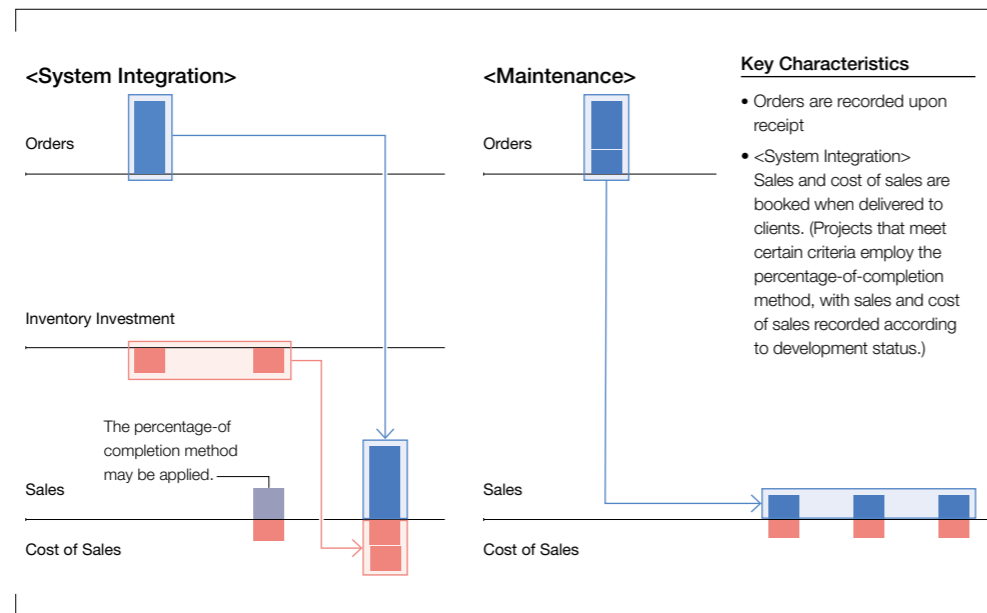 <System Integration>
Orders
Inventory Investment
The percentage-of
completion method
may be applied.
Sales
Cost of Sales
<Maintenance>
Orders
Sales
Cost of Sales
Key Characteristics
• Orders are recorded upon
receipt
• <System Integration>
Sales and cost of sales are
booked when delivered to
clients. (Projects that meet
certain criteria employ the
percentage-of-completion
method, with sales and cost
of sales recorded according
to development status.)